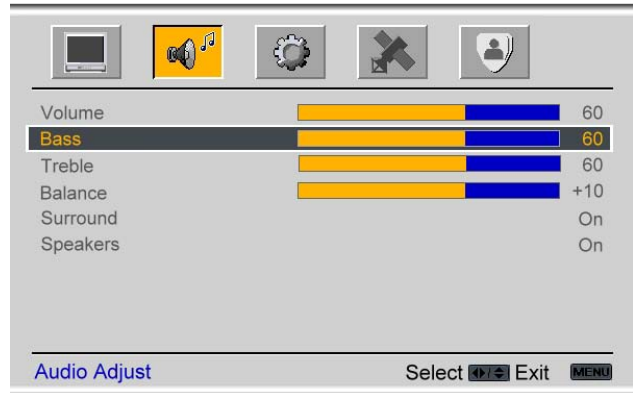 Volume 60
Bass 60
Treble 60
Balance +10
Surround On
Speakers On
Audio Adjust Select Exit MENU